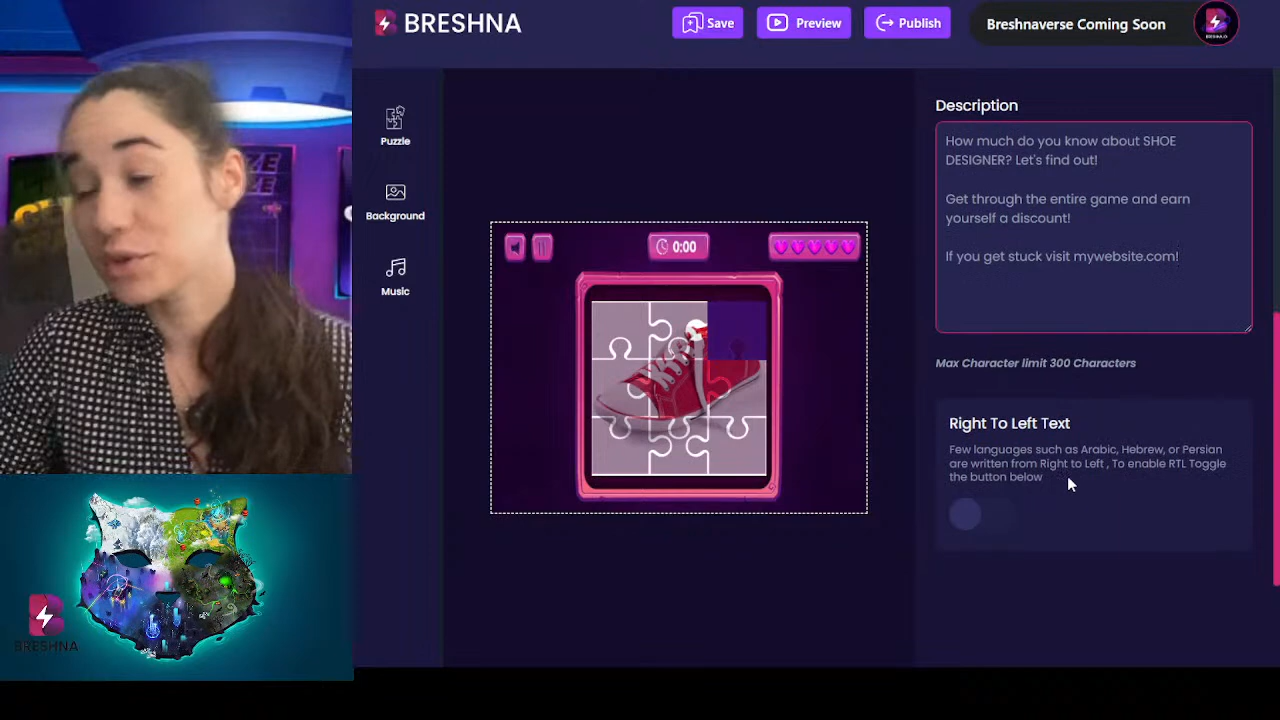 BRESHNA
Save
Preview
Publish
Breshnaverse Coming Soon
Puzzle
Background
Music
0:00
Description
How much do you know about SHOE
DESIGNER? Let's find out!
Get through the entire game and earn
yourself a discount!
If you get stuck visit mywebsite.com!
Max Character limit 300 Characters
Right To Left Text
Few languages such as Arabic, Hebrew, or Persian
are written from Right to Left , To enable RTL Toggle
the button below
BRESHNA